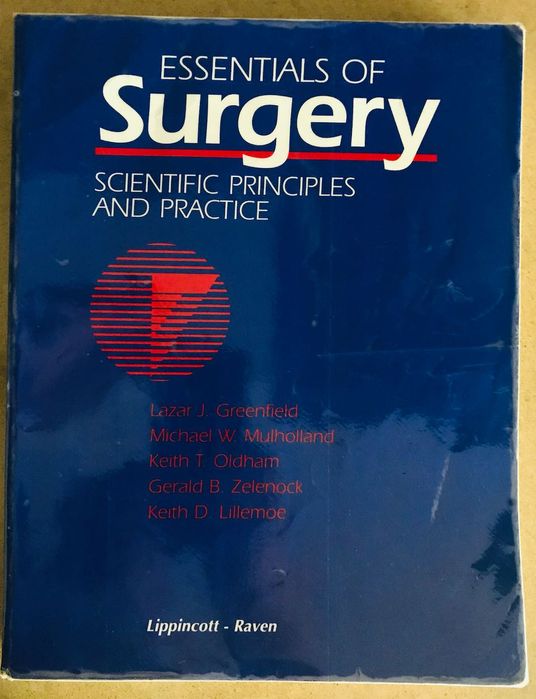 ESSENTIALS OF
Surgery
SCIENTIFIC PRINCIPLES
AND PRACTICE
Lazar J. Greenfield
Michael W. Mulholland
Keith T. Oldham
Gerald B. Zelenock
Keith D. Lillemoe
Lippincott - Raven